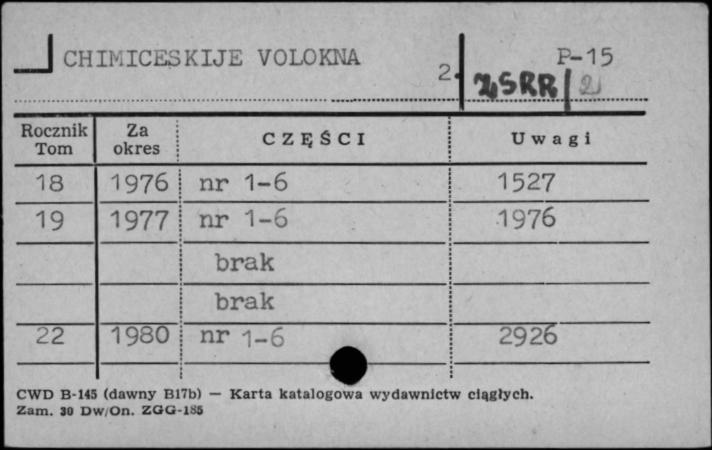 CHIMICESKIJE VOLOKNA
P-15
2.
ZSRR 2
Rocznik Tom Za okres CZĘŚCI Uwagi
18 1976 nr 1-6 1527
19 1977 nr 1-6 1976
brak
brak
22 1980 nr 1-6 2926
CWD B-145 (dawny B17b) — Karta katalogowa wydawnictw ciągłych.
Zam. 30 Dw/On. ZGG-185